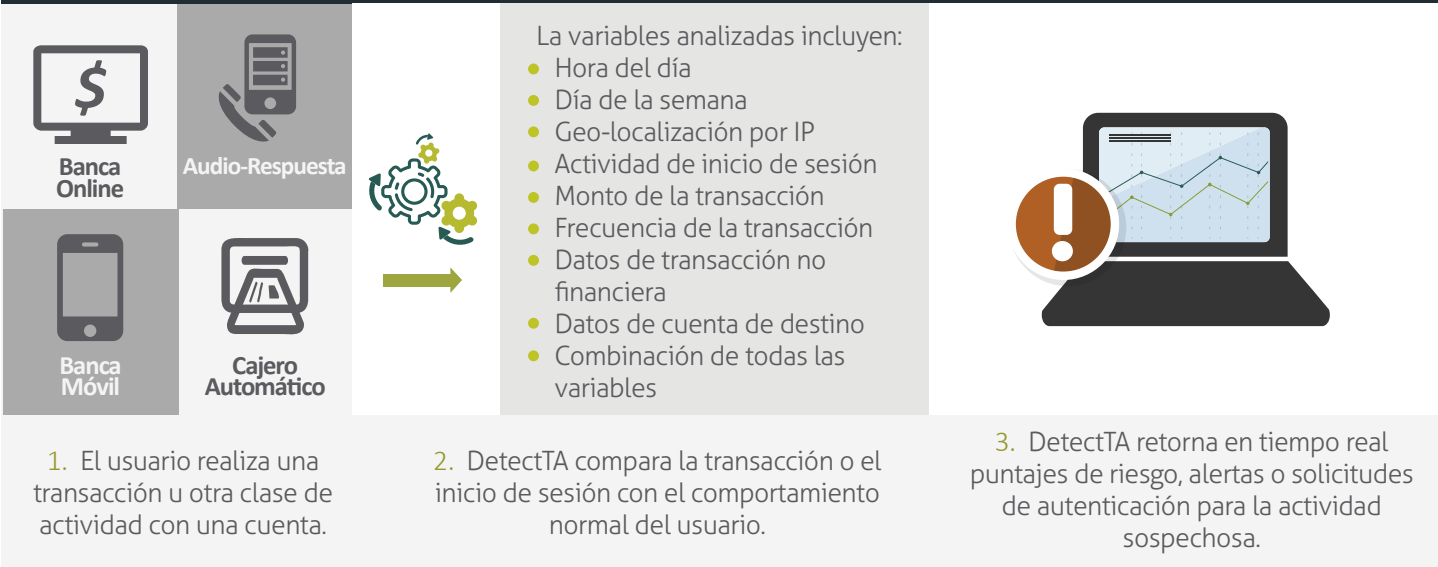 $
Banca
Online
Audio-Respuesta
Banca
Móvil
Cajero
Automático
La variables analizadas incluyen:
Hora del día
Día de la semana
Geo-localización por IP
Actividad de inicio de sesión
Monto de la transacción
Frecuencia de la transacción
Datos de transacción no
financiera
Datos de cuenta de destino
Combinación de todas las
variables
!
1. El usuario realiza una
transacción u otra clase de
actividad con una cuenta.
2. DetectTA compara la transacción o el
inicio de sesión con el comportamiento
normal del usuario.
3. DetectTA retorna en tiempo real
puntajes de riesgo, alertas o solicitudes
de autenticación para la actividad
sospechosa.